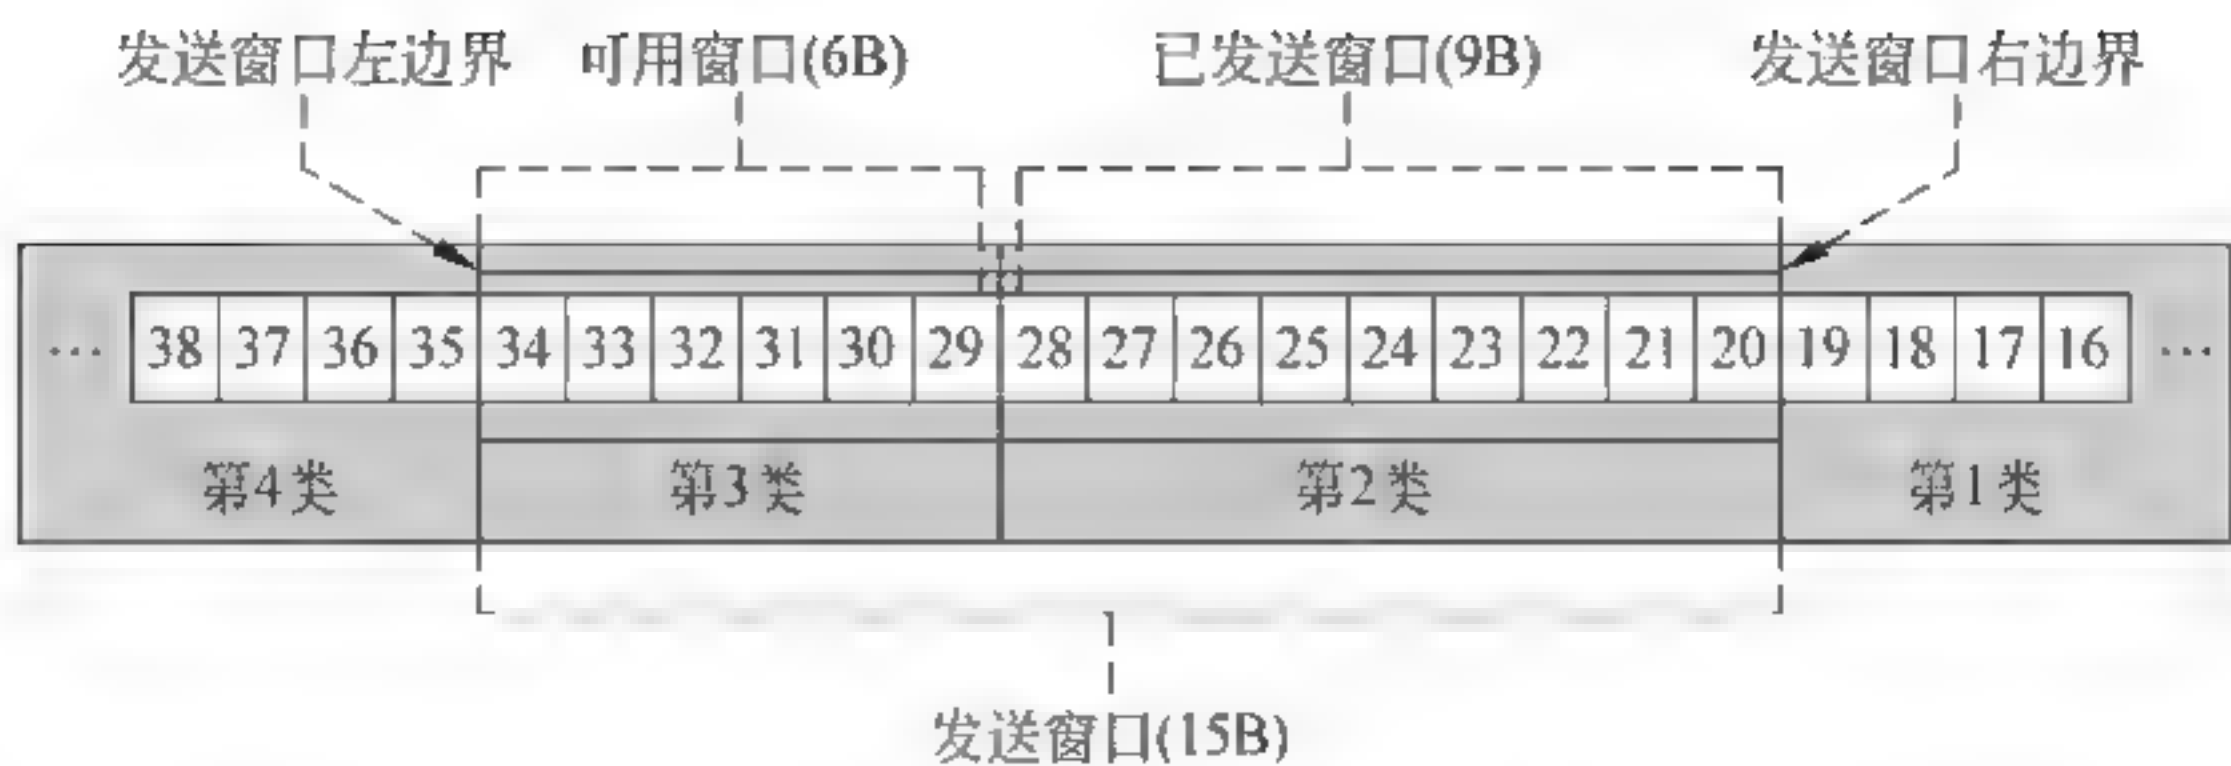 发送窗口左边界 可用窗口(6B) 已发送窗口(9B) 发送窗口右边界
… 38 37 36 35 34 33 32 31 30 29 28 27 26 25 24 23 22 21 20 19 18 17 16 …
第4类 第3类 第2类 第1类
发送窗口(15B)